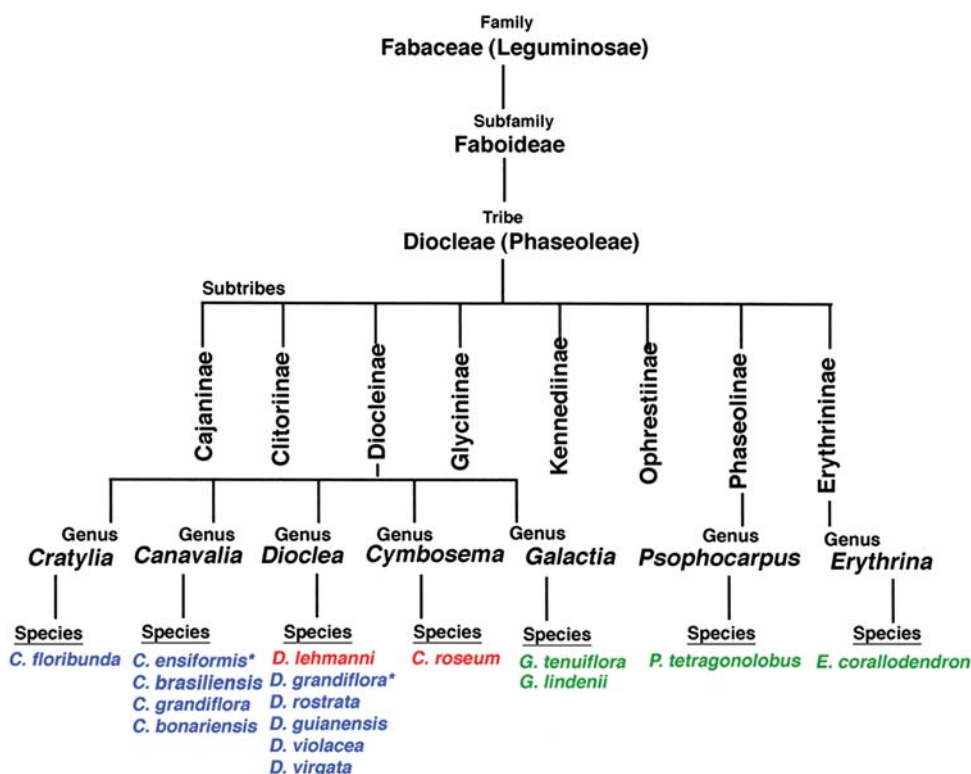 Family
Fabaceae (Leguminosae)
Subfamily
Faboideae
Tribe
Diocleae (Phaseoleae)
Subtribes
Cajaninae
Clitoriinae
Diocleinae
Glycininae
Kennediinae
Ophrestiinae
Phaseolinae
Erythrininae
Genus
Cratylia
Genus
Canavalia
Genus
Dioclea
Genus
Cymbosema
Genus
Galactia
Genus
Psophocarpus
Genus
Erythrina
Species
C. floribunda
Species
C. ensiformis*
C. brasiliensis
C. grandiflora
C. bonariensis
Species
D. lehmanni
D. grandiflora*
D. rostrata
D. guianensis
D. violacea
D. virgata
Species
C. roseum
Species
G. tenuiflora
G. lindenii
Species
P. tetragonolobus
Species
E. corallodendron